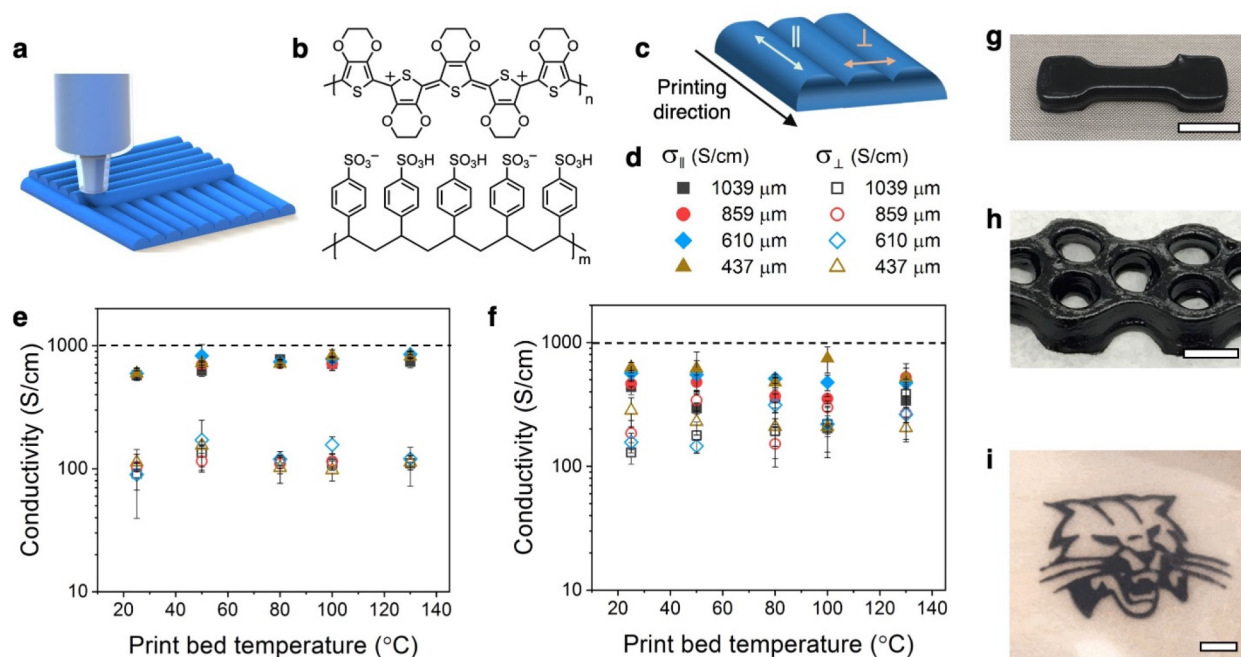 a
b
O O O O O O
S + S S S + S
O O O O
n
SO₃⁻ SO₃H SO₃H SO₃⁻ SO₃H
m
c
∥ ⊥
Printing
direction
d
σ∥ (S/cm) σ⊥ (S/cm)
1039 μm 1039 μm
859 μm 859 μm
610 μm 610 μm
437 μm 437 μm
e
Conductivity (S/cm)
1000
100
10
20 40 60 80 100 120 140
Print bed temperature (°C)
f
Conductivity (S/cm)
1000
100
10
20 40 60 80 100 120 140
Print bed temperature (°C)
g
h
i